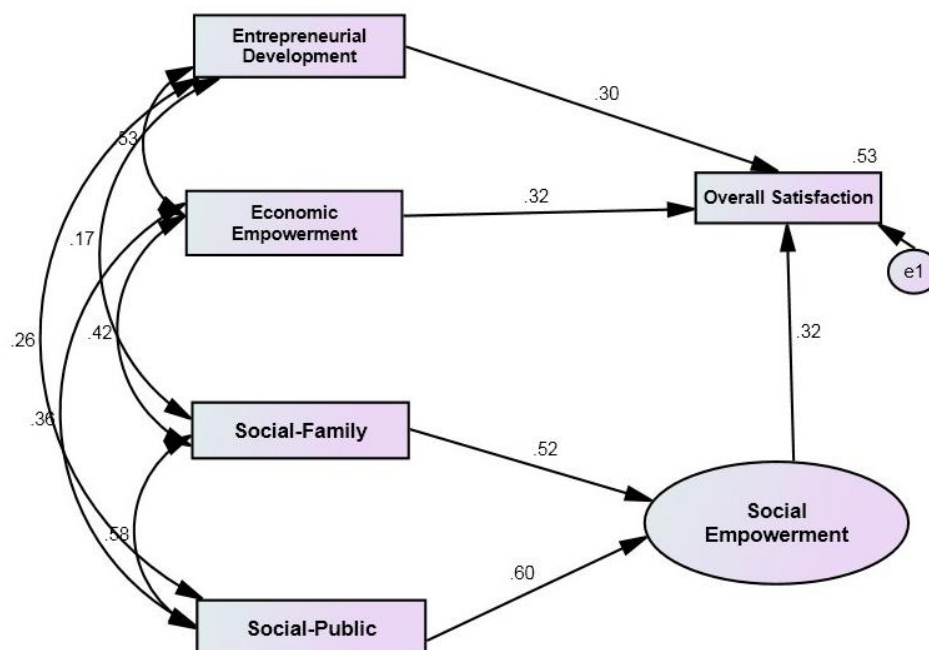 Entrepreneurial
Development
.30
.53
.53
Overall Satisfaction
Economic
Empowerment
.32
.17
e1
.26
.42
.32
.36
Social-Family
.52
Social
Empowerment
.58
.60
Social-Public